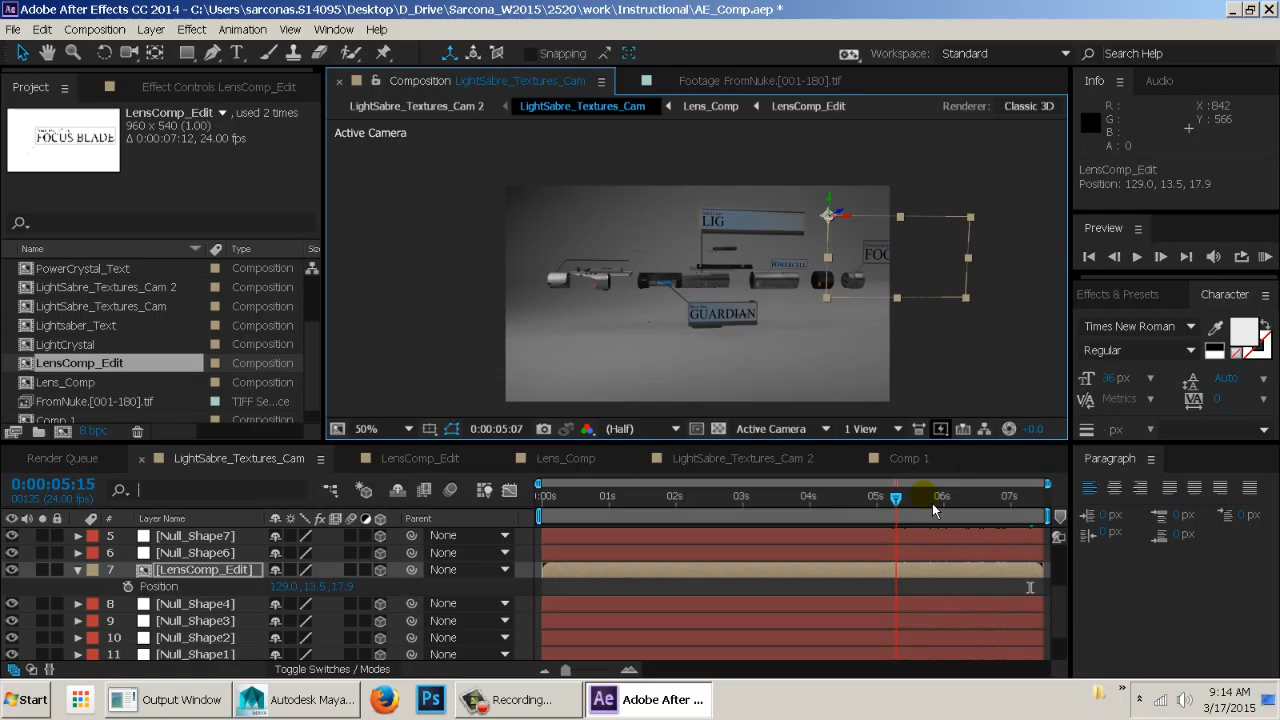 Adobe After Effects CC 2014 - C:\Users\sarconas.S14095\Desktop\D_Drive\Sarcona_W2015\2520\work\Instructional\AE_Comp.aep *
File Edit Composition Layer Effect Animation View Window Help
Snapping
Workspace: Standard
Search Help
Project
Effect Controls LensComp_Edit
LensComp_Edit ▼, used 2 times
960 x 540 (1.00)
Δ 0:00:07:12, 24.00 fps
FOCUS BLADE
Name Type Siz
PowerCrystal_Text Composition
LightSabre_Textures_Cam 2 Composition
LightSabre_Textures_Cam Composition
Lightsaber_Text Composition
LightCrystal Composition
LensComp_Edit Composition
Lens_Comp Composition
FromNuke.[001-180].tif TIFF Se...ce
Comp 1 Composition
8 bpc
Composition LightSabre_Textures_Cam
Footage FromNuke.[001-180].tif
LightSabre_Textures_Cam 2 LightSabre_Textures_Cam Lens_Comp LensComp_Edit
Renderer: Classic 3D
Active Camera
LIG
FOC
POWERCELL
GUARDIAN
50% 0:00:05:07 (Half) Active Camera 1 View +0.0
Info Audio
R: X: 842
G: Y: 566
B:
A: 0
LensComp_Edit
Position: 129.0, 13.5, 17.9
Preview
Effects & Presets Character
Times New Roman
Regular
36 px Auto
Metrics 0
- px
Paragraph
0 px 0 px 0 px
0 px 0 px
Render Queue LightSabre_Textures_Cam LensComp_Edit Lens_Comp LightSabre_Textures_Cam 2 Comp 1
0:00:05:15
00135 (24.00 fps)
:00s 01s 02s 03s 04s 05s 06s 07s
# Layer Name Parent
5 [Null_Shape7] None
6 [Null_Shape6] None
7 [LensComp_Edit] None
Position 129.0, 13.5, 17.9
8 [Null_Shape4] None
9 [Null_Shape3] None
10 [Null_Shape2] None
11 [Null_Shape1] None
Toggle Switches / Modes
Start
Output Window
Autodesk Maya...
Ps
Recording...
Ae Adobe After ...
9:14 AM
3/17/2015